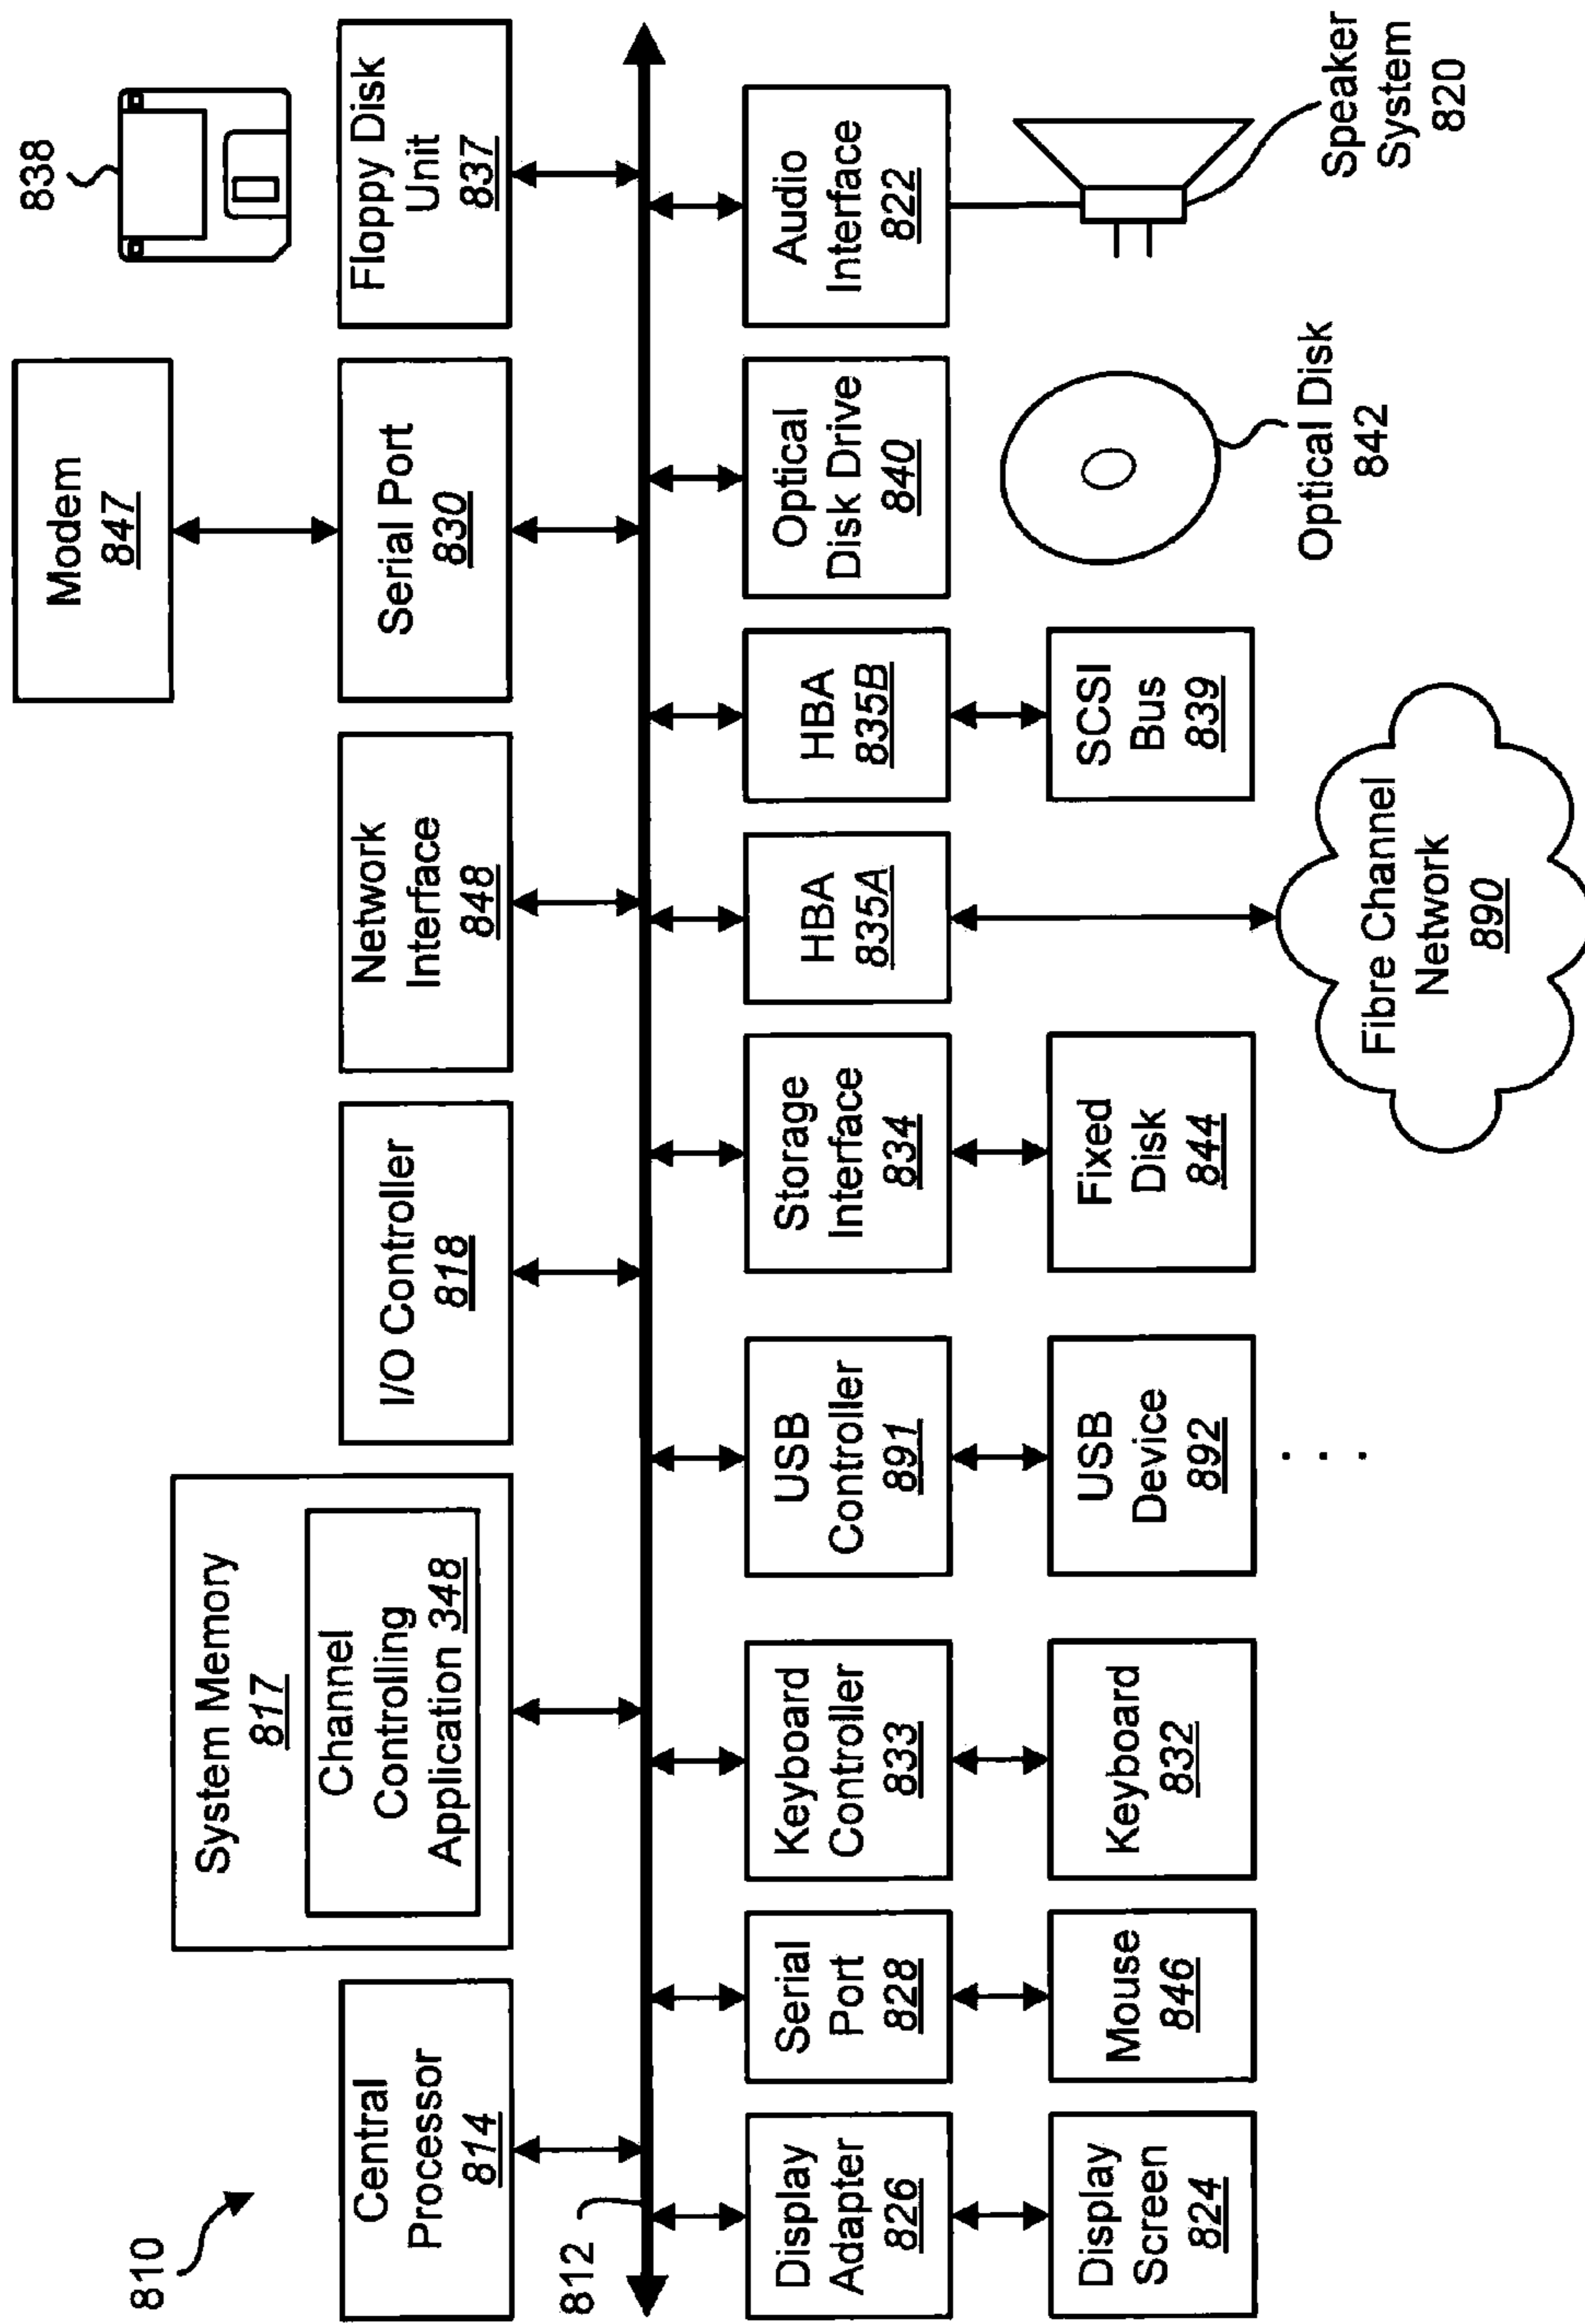 810
838
Modem
847
Central
Processor
814
System Memory
817
Channel
Controlling
Application 348
I/O Controller
818
Network
Interface
848
Serial Port
830
Floppy Disk
Unit
837
812
Display
Adapter
826
Serial
Port
828
Keyboard
Controller
833
USB
Controller
891
Storage
Interface
834
HBA
835A
HBA
835B
Optical
Disk Drive
840
Audio
Interface
822
Display
Screen
824
Mouse
846
Keyboard
832
USB
Device
892
. . .
Fixed
Disk
844
SCSI
Bus
839
Fibre Channel
Network
890
Optical Disk
842
Speaker
System
820